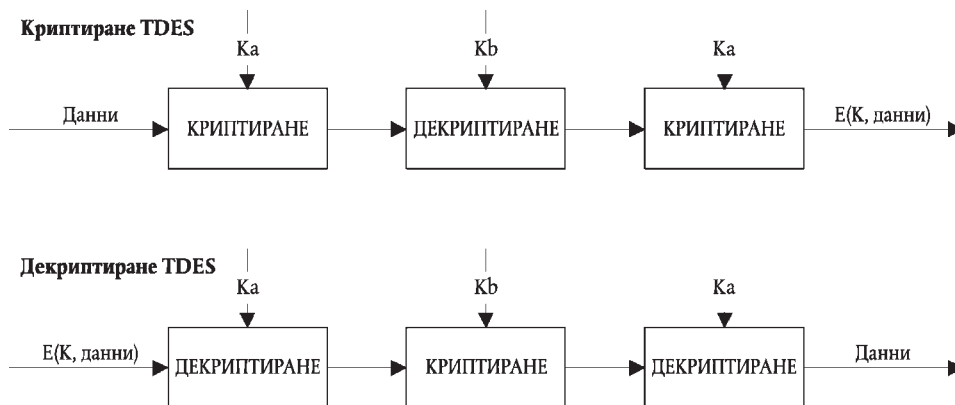 Криптиране TDES
Ka
Kb
Ka
Данни
КРИПТИРАНЕ
ДЕКРИПТИРАНЕ
КРИПТИРАНЕ
E(K, данни)
Декриптиране TDES
Ka
Kb
Ka
E(K, данни)
ДЕКРИПТИРАНЕ
КРИПТИРАНЕ
ДЕКРИПТИРАНЕ
Данни